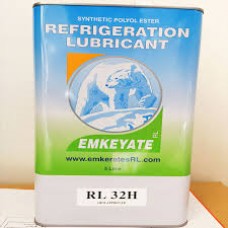 SYNTHETIC POLYOL ESTER
REFRIGERATION
LUBRICANT
EMKEYATE
RL
www.emkeratesRL.com
RL 32H